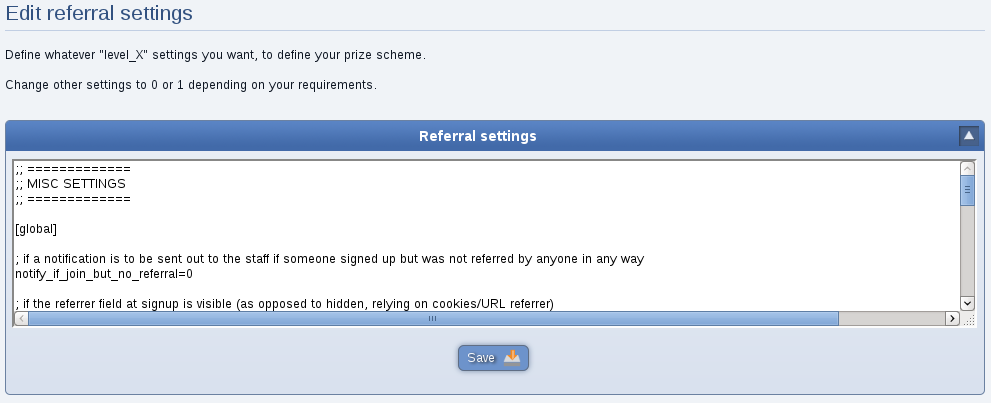 Edit referral settings
Define whatever "level_X" settings you want, to define your prize scheme.
Change other settings to 0 or 1 depending on your requirements.
Referral settings
;; =============
;; MISC SETTINGS
;; =============
[global]
; if a notification is to be sent out to the staff if someone signed up but was not referred by anyone in any way
notify_if_join_but_no_referral=0
; if the referrer field at signup is visible (as opposed to hidden, relying on cookies/URL referrer)
Save